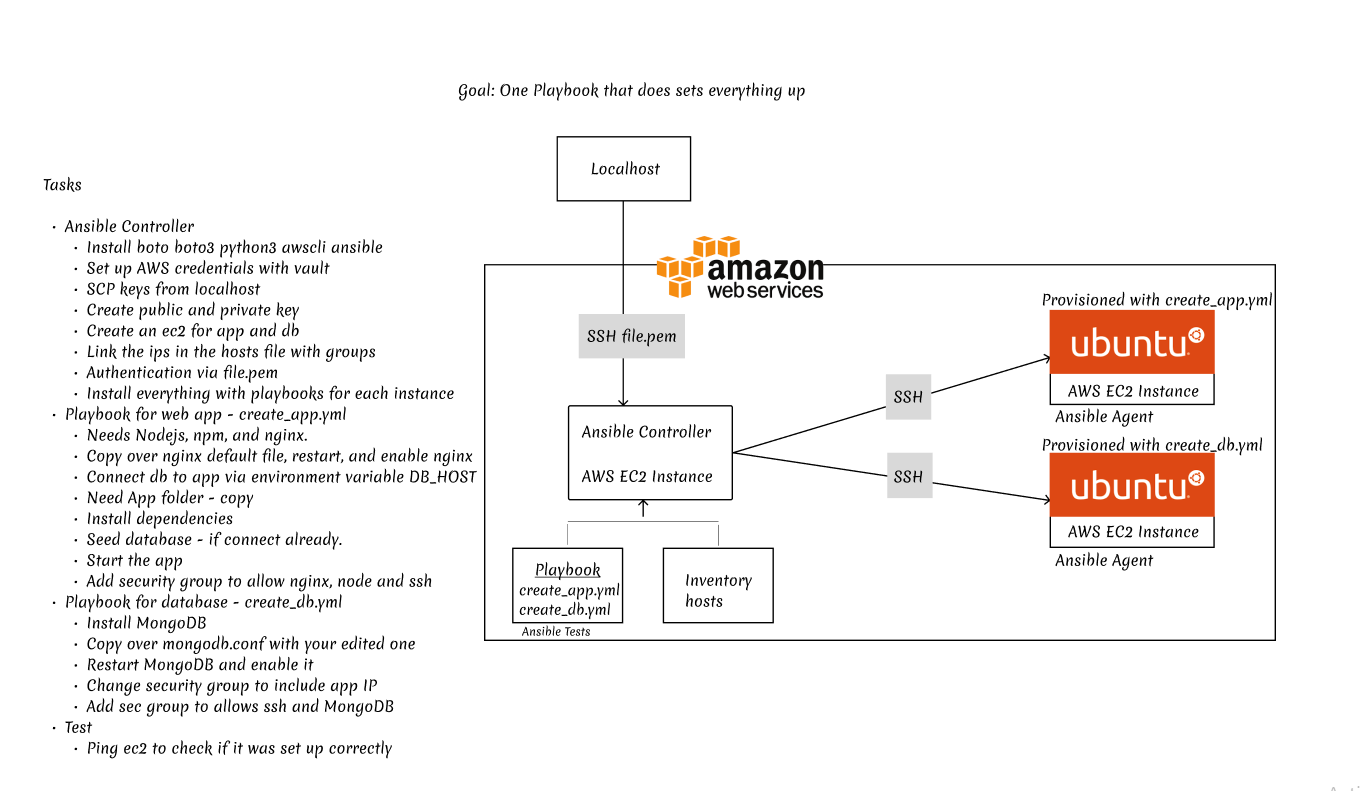 Goal: One Playbook that does sets everything up
Localhost
Tasks
• Ansible Controller
• Install boto boto3 python3 awscli ansible
• Set up AWS credentials with vault
• SCP keys from localhost
• Create public and private key
• Create an ec2 for app and db
• Link the ips in the hosts file with groups
• Authentication via file.pem
• Install everything with playbooks for each instance
• Playbook for web app - create_app.yml
• Needs Nodejs, npm, and nginx.
• Copy over nginx default file, restart, and enable nginx
• Connect db to app via environment variable DB_HOST
• Need App folder - copy
• Install dependencies
• Seed database - if connect already.
• Start the app
• Add security group to allow nginx, node and ssh
• Playbook for database - create_db.yml
• Install MongoDB
• Copy over mongodb.conf with your edited one
• Restart MongoDB and enable it
• Change security group to include app IP
• Add sec group to allows ssh and MongoDB
• Test
• Ping ec2 to check if it was set up correctly
amazon
web services
SSH file.pem
Ansible Controller
AWS EC2 Instance
Playbook
create_app.yml
create_db.yml
Ansible Tests
Inventory
hosts
SSH
SSH
Provisioned with create_app.yml
ubuntu
AWS EC2 Instance
Ansible Agent
Provisioned with create_db.yml
ubuntu
AWS EC2 Instance
Ansible Agent